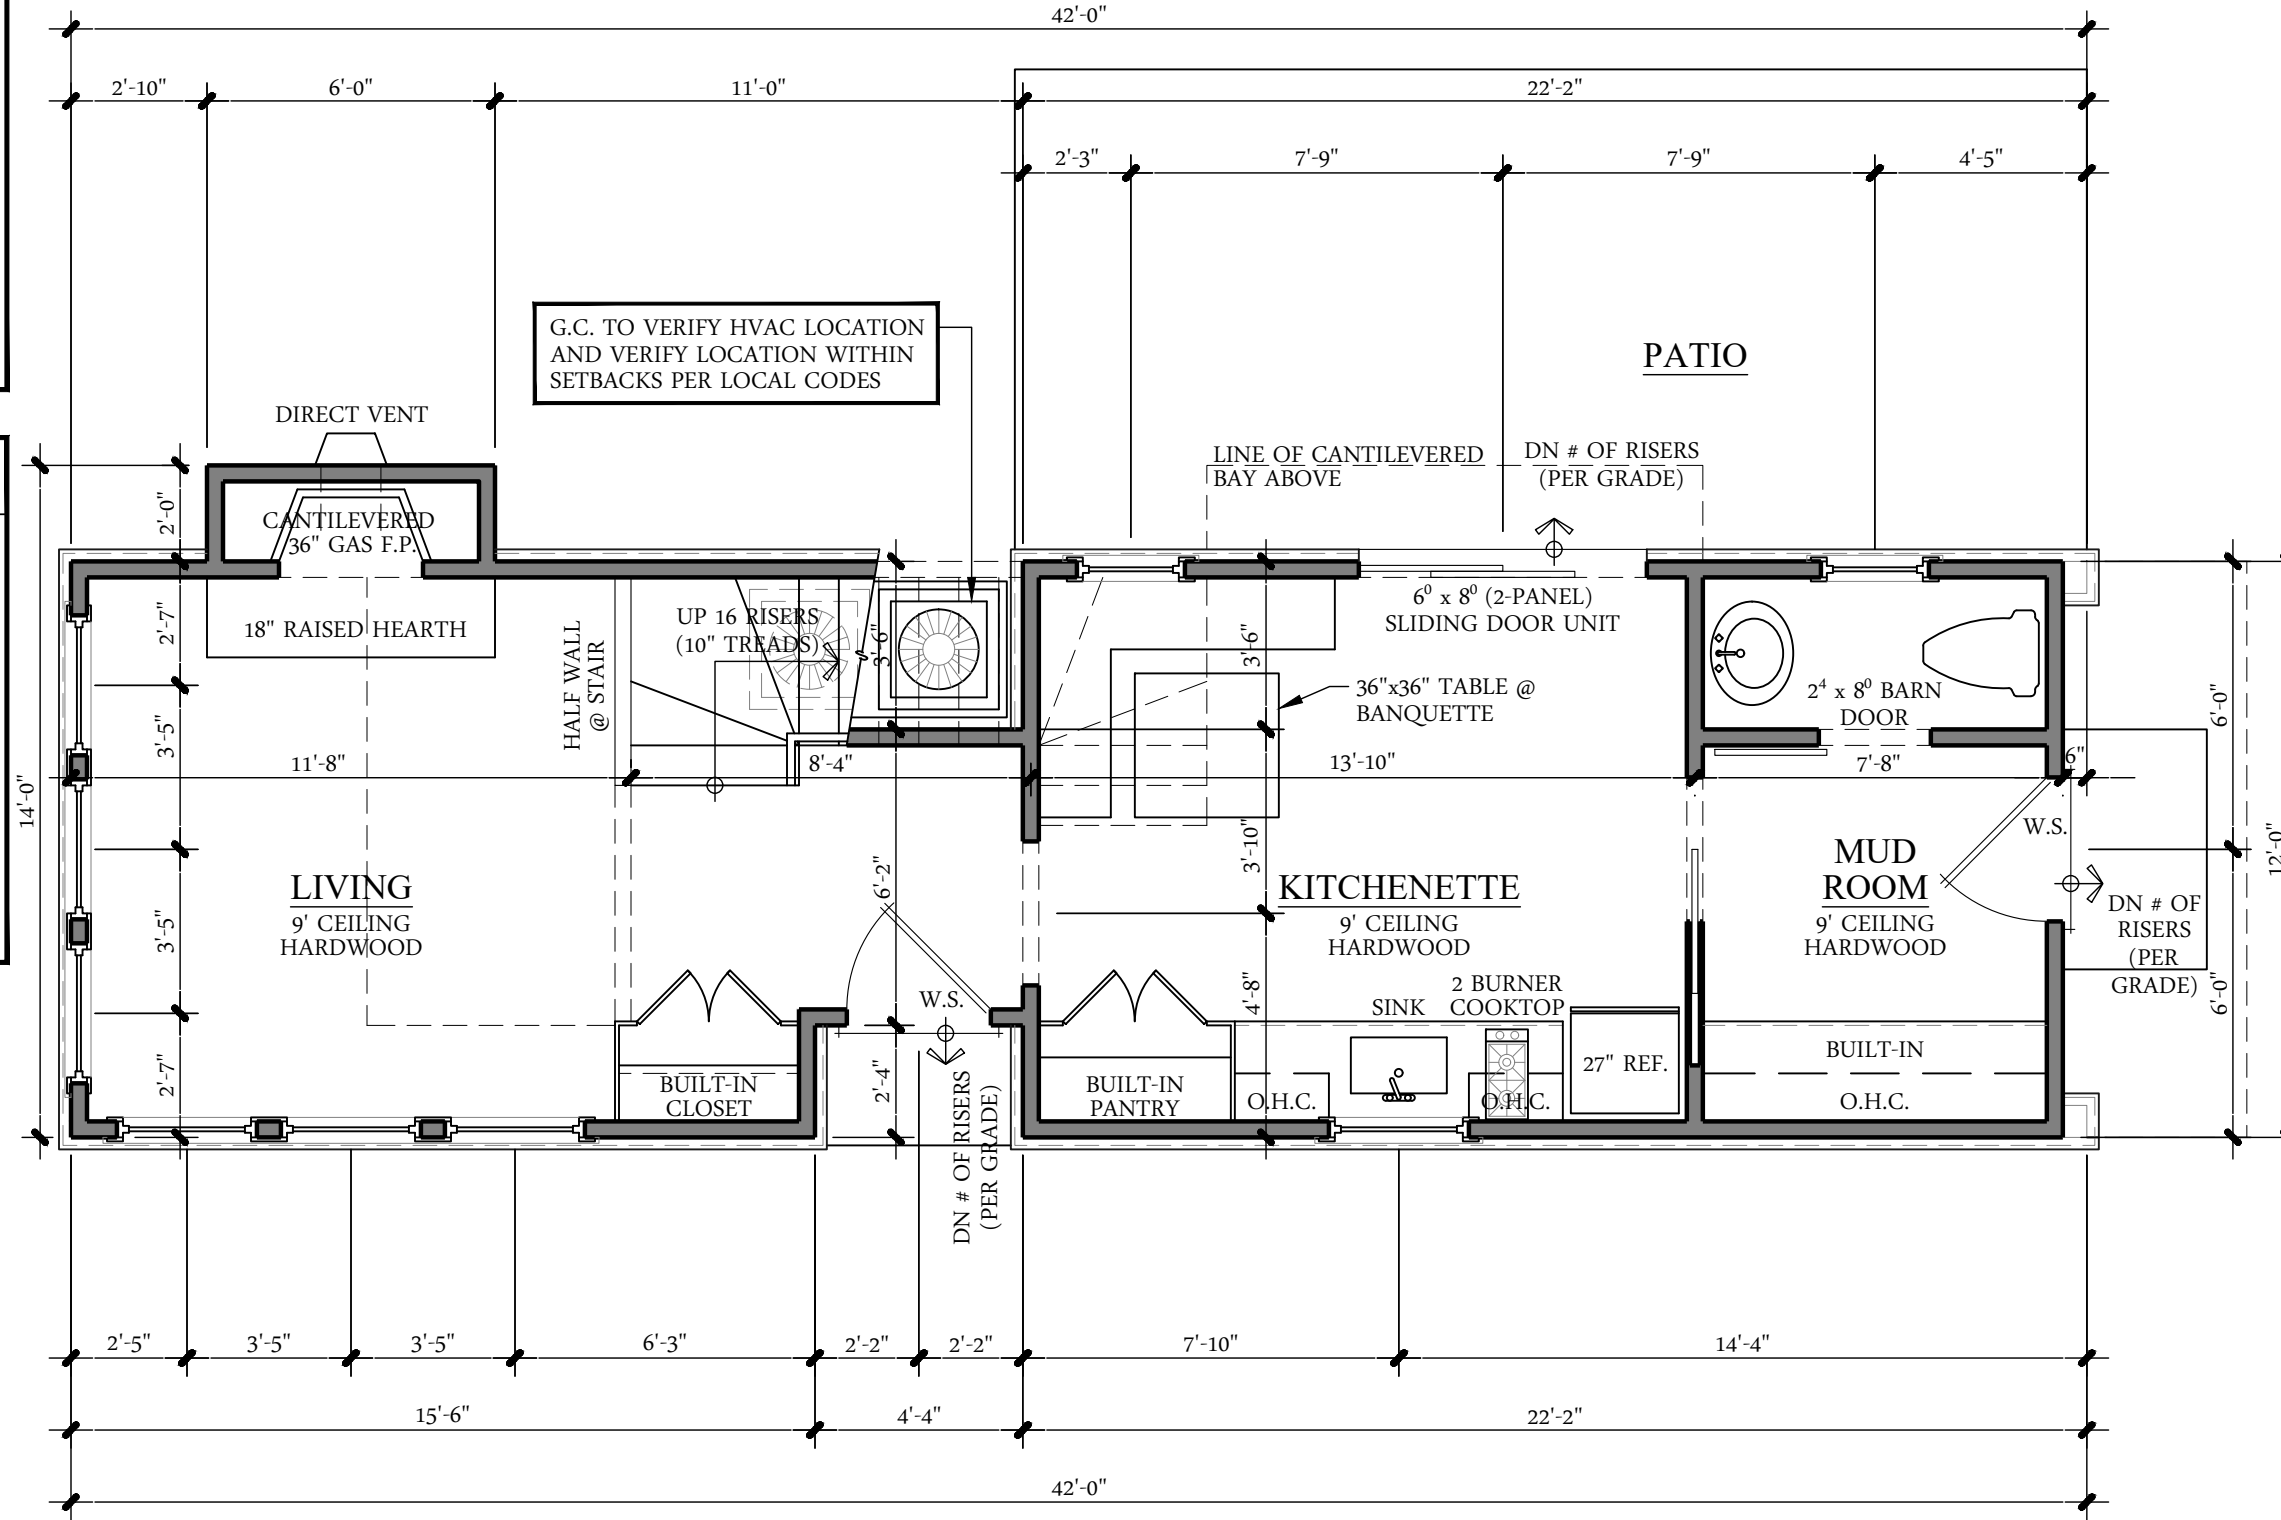 42'-0"
2'-10"
6'-0"
11'-0"
22'-2"
2'-3"
7'-9"
7'-9"
4'-5"
G.C. TO VERIFY HVAC LOCATION
AND VERIFY LOCATION WITHIN
SETBACKS PER LOCAL CODES
PATIO
DIRECT VENT
LINE OF CANTILEVERED
BAY ABOVE
DN # OF RISERS
(PER GRADE)
2'-0"
CANTILEVERED
36" GAS F.P.
2'-7"
18" RAISED HEARTH
HALF WALL
@ STAIR
UP 16 RISERS
(10" TREADS)
3'-6"
3'-6"
6⁰ x 8⁰ (2-PANEL)
SLIDING DOOR UNIT
36"x36" TABLE @
BANQUETTE
2⁴ x 8⁰ BARN
DOOR
6'-0"
3'-5"
11'-8"
8'-4"
13'-10"
7'-8"
6"
14'-0"
12'-0"
W.S.
3'-10"
6'-2"
LIVING
9' CEILING
HARDWOOD
KITCHENETTE
9' CEILING
HARDWOOD
MUD
ROOM
9' CEILING
HARDWOOD
DN # OF
RISERS
(PER
GRADE)
3'-5"
W.S.
4'-8"
SINK
2 BURNER
COOKTOP
6'-0"
2'-7"
BUILT-IN
CLOSET
2'-4"
DN # OF RISERS
(PER GRADE)
BUILT-IN
PANTRY
O.H.C.
O.H.C.
27" REF.
BUILT-IN
O.H.C.
2'-5"
3'-5"
3'-5"
6'-3"
2'-2"
2'-2"
7'-10"
14'-4"
15'-6"
4'-4"
22'-2"
42'-0"